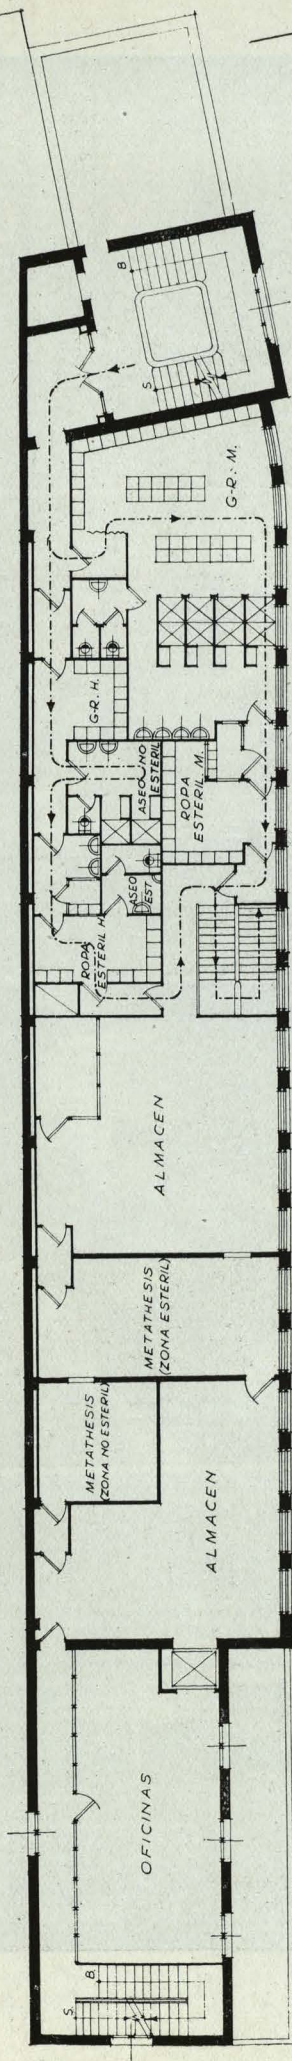 B
S.
G-R. M.
G-R. H.
ASEO NO
ESTERIL
ROPA
ESTERIL M.
ASEO
EST.
ROPA
ESTERIL H.
ALMACEN
METATHESIS
(ZONA ESTERIL)
METATHESIS
(ZONA NO ESTERIL)
ALMACEN
OFICINAS
B.
S.